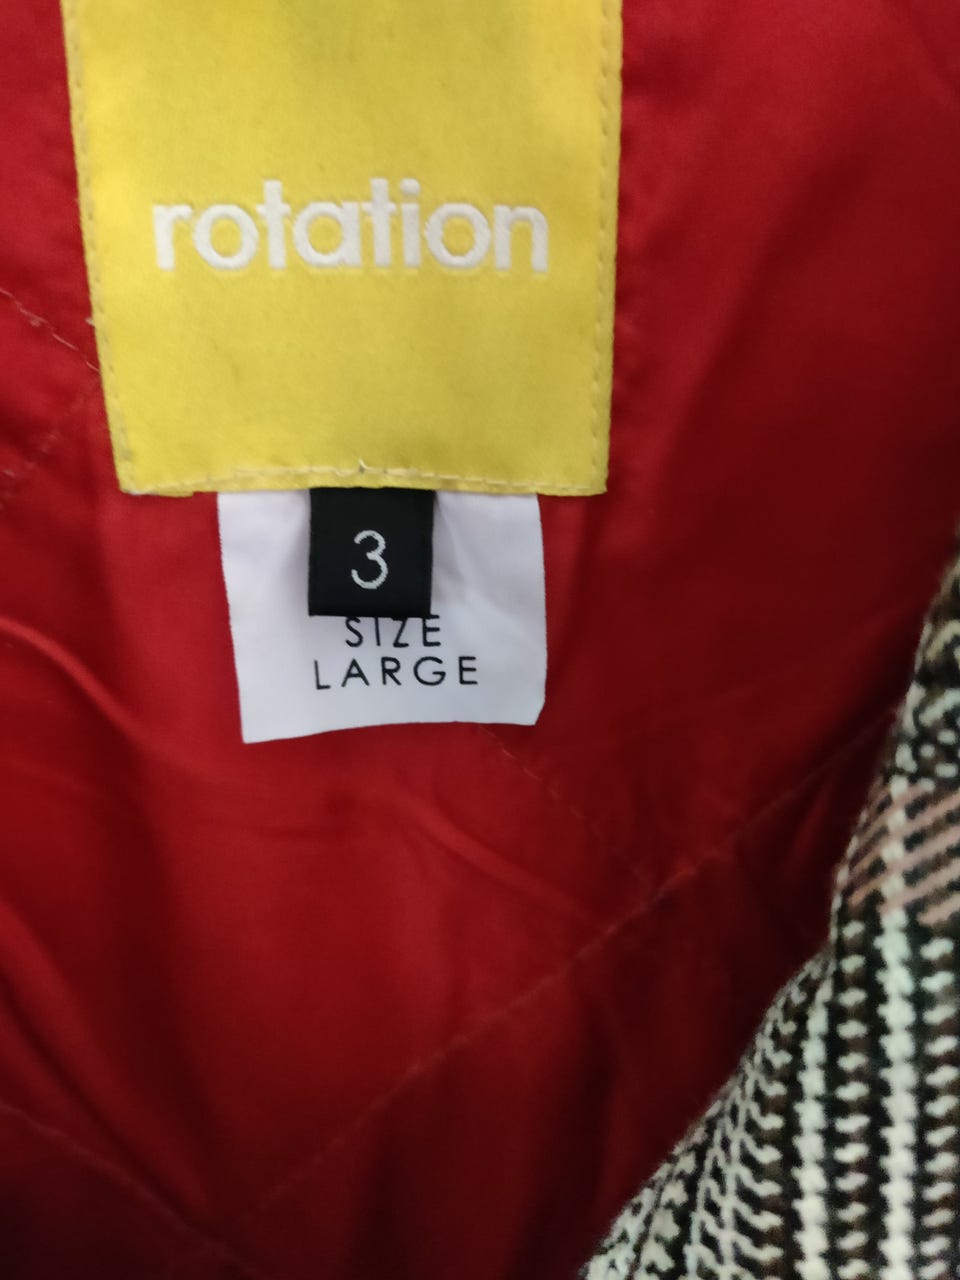 rotation
3
SIZE
LARGE